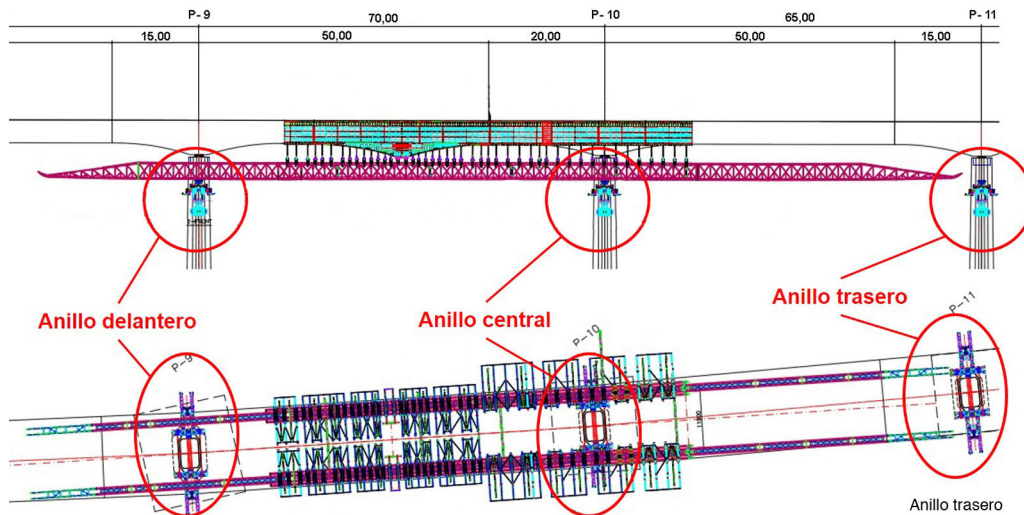 P- 9 70,00 P- 10 65,00 P- 11
15,00 50,00 20,00 50,00 15,00
Anillo delantero
Anillo central
Anillo trasero
P-9
P-10
P-11
Anillo trasero